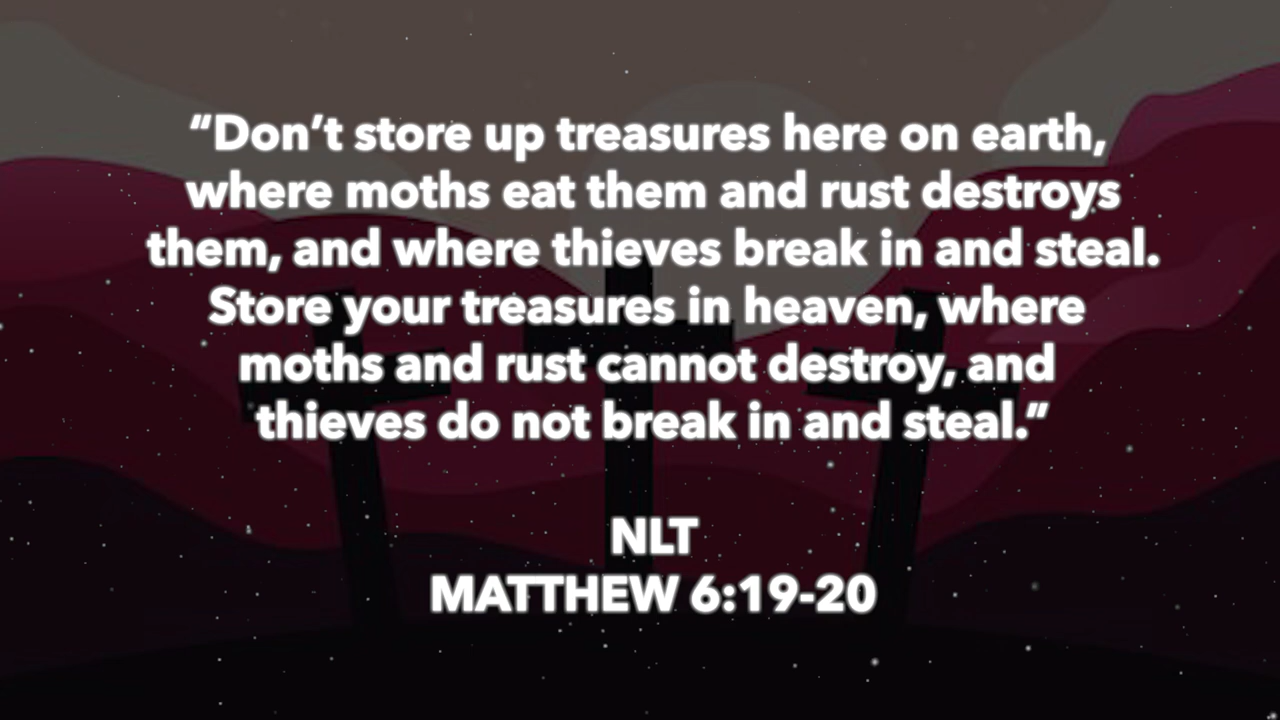 “Don’t store up treasures here on earth,
where moths eat them and rust destroys
them, and where thieves break in and steal.
Store your treasures in heaven, where
moths and rust cannot destroy, and
thieves do not break in and steal.”
NLT
MATTHEW 6:19-20